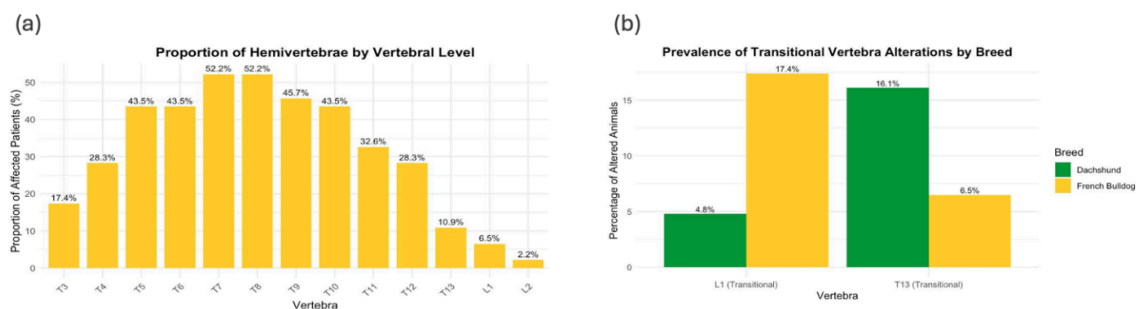 (a)
Proportion of Hemivertebrae by Vertebral Level
Proportion of Affected Patients (%)
50
40
30
20
10
0
17.4%
28.3%
43.5%
43.5%
52.2%
52.2%
45.7%
43.5%
32.6%
28.3%
10.9%
6.5%
2.2%
T3
T4
T5
T6
T7
T8
T9
T10
T11
T12
T13
L1
L2
Vertebra
(b)
Prevalence of Transitional Vertebra Alterations by Breed
Percentage of Altered Animals
15
10
5
0
4.8%
17.4%
16.1%
6.5%
L1 (Transitional)
T13 (Transitional)
Vertebra
Breed
Dachshund
French Bulldog